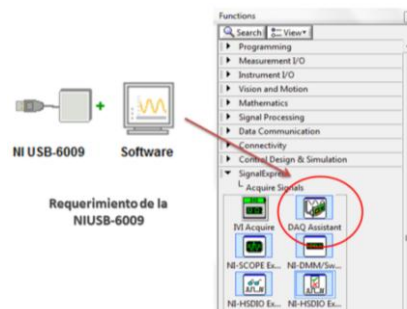 NI USB-6009
+
Software
Requerimiento de la
NIUSB-6009
Functions
Search
View
Programming
Measurement I/O
Instrument I/O
Vision and Motion
Mathematics
Signal Processing
Data Communication
Connectivity
Control Design & Simulation
SignalExpress
Acquire Signals
IVI Acquire
DAQ Assistant
NI-SCOPE Ex...
NI-DMM/Sw...
NI-HSDIO Ex...
NI-HSDIO Ex...